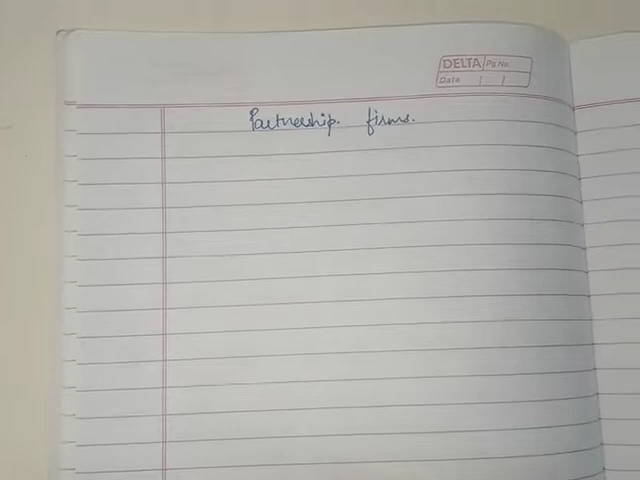 DELTA Pg.No.
Date / /
Partnership. firms.